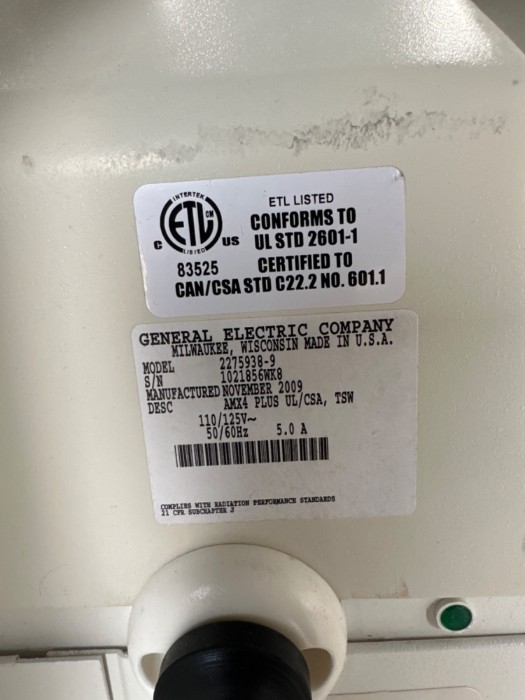 INTERTEK
ETL CM
LISTED
C US
83525
ETL LISTED
CONFORMS TO
UL STD 2601-1
CERTIFIED TO
CAN/CSA STD C22.2 NO. 601.1
GENERAL ELECTRIC COMPANY
MILWAUKEE, WISCONSIN MADE IN U.S.A.
MODEL 2275938-9
S/N 1021856WK8
MANUFACTURED NOVEMBER 2009
DESC AMX4 PLUS UL/CSA, TSW
110/125V~
50/60Hz 5.0 A
COMPLIES WITH RADIATION PERFORMANCE STANDARDS
21 CFR SUBCHAPTER J